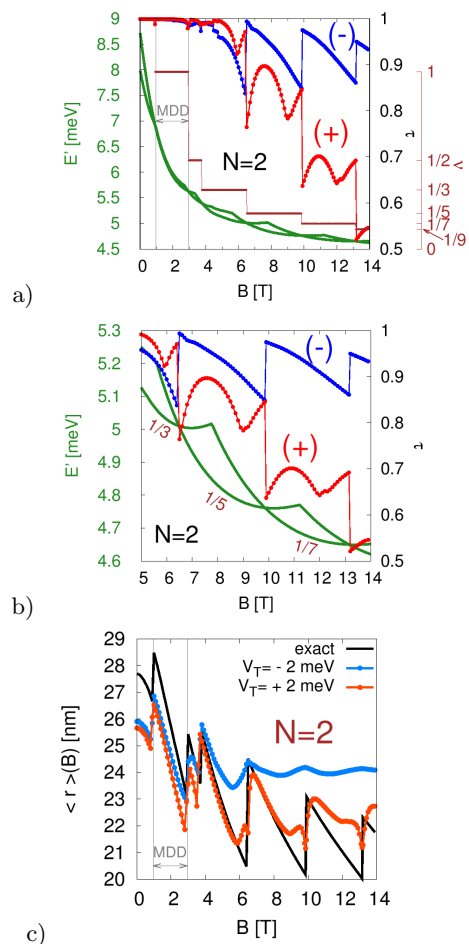 9
8.5
8
7.5
7
6.5
6
5.5
5
4.5
E' [meV]
0 2 4 6 8 10 12 14
B [T]
1
0.9
0.8
0.7
0.6
0.5
τ
1
1/2
1/3
1/5
1/7
1/9
0
ν
MDD
N=2
(-)
(+)
a)
5.3
5.2
5.1
5
4.9
4.8
4.7
4.6
E' [meV]
5 6 7 8 9 10 11 12 13 14
B [T]
1
0.9
0.8
0.7
0.6
0.5
τ
(-)
(+)
1/3
1/5
1/7
N=2
b)
29
28
27
26
25
24
23
22
21
20
< r >(B) [nm]
exact
V_T= - 2 meV
V_T= + 2 meV
N=2
MDD
0 2 4 6 8 10 12 14
B [T]
c)